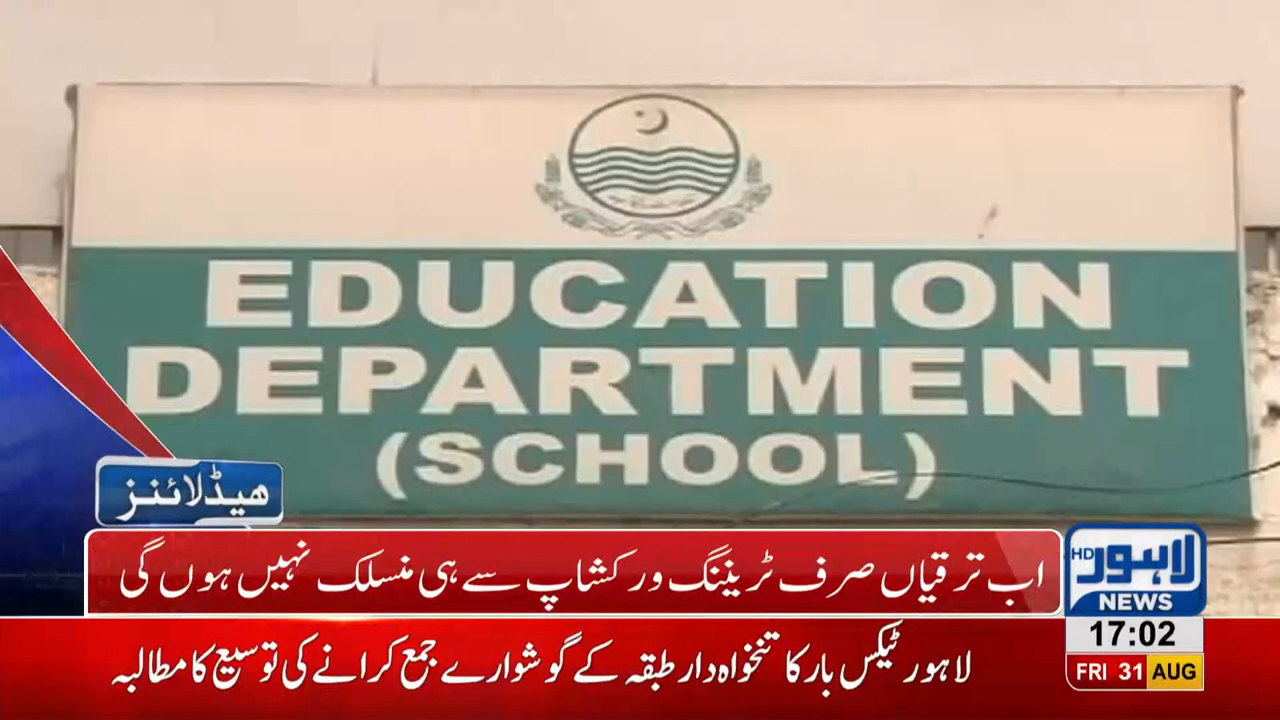 EDUCATION
DEPARTMENT
(SCHOOL)
ہیڈلائنز
اب ترقیاں صرف ٹریننگ ورکشاپ سے ہی منسلک نہیں ہوں گی
لاہور HD
NEWS
17:02
لاہور ٹیکس بار کا تنخواہ دار طبقہ کے گوشوارے جمع کرانے کی توسیع کا مطالبہ
FRI 31 AUG